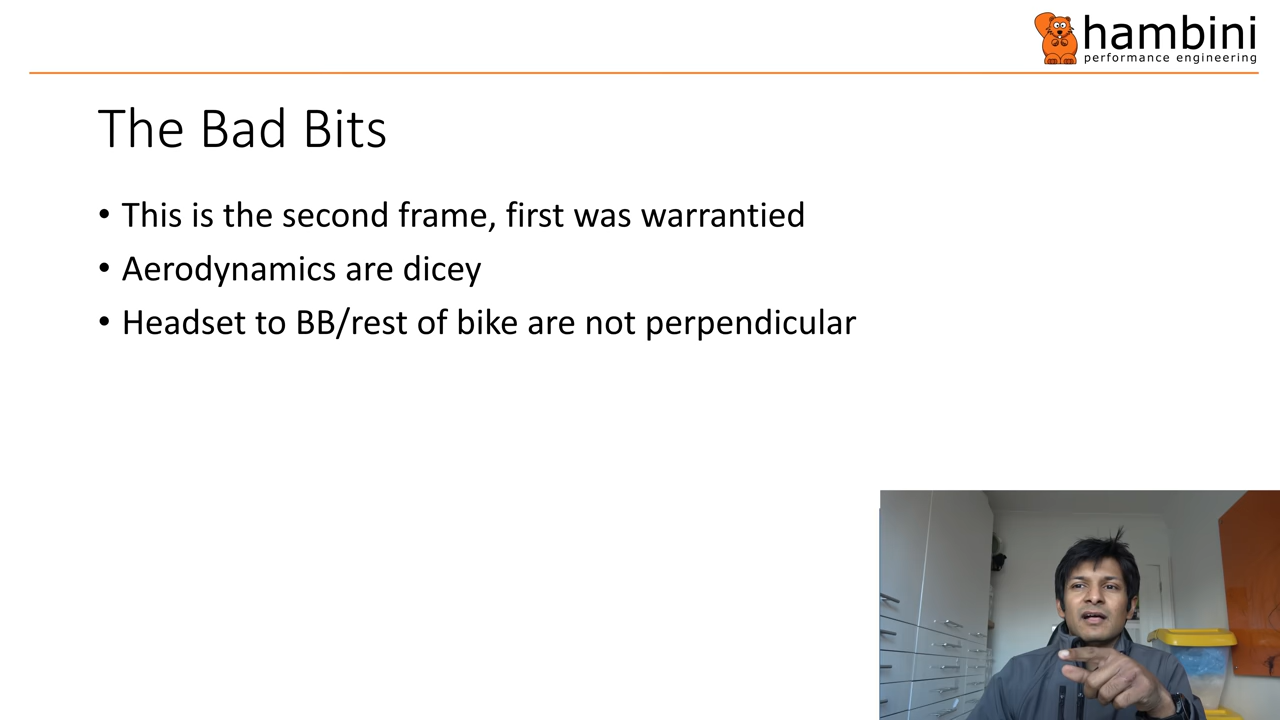 hambini
performance engineering
The Bad Bits
• This is the second frame, first was warrantied
• Aerodynamics are dicey
• Headset to BB/rest of bike are not perpendicular